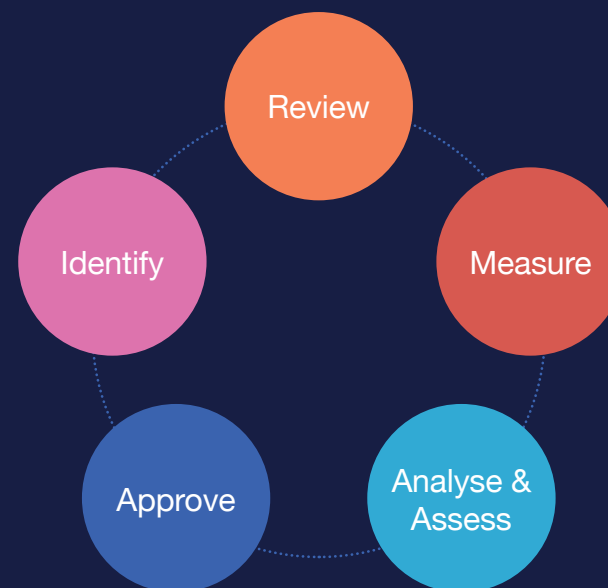 Review
Identify
Measure
Approve
Analyse &
Assess